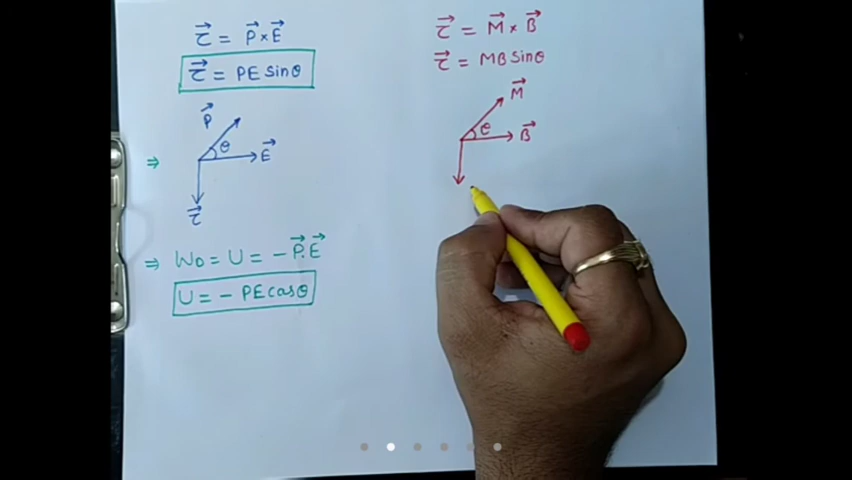 τ⃗ = P⃗ × E⃗
τ⃗ = PE sinθ
P⃗
θ
E⃗
⇒
τ⃗
⇒ W₀ = U = - P⃗.E⃗
U = - PE cosθ
τ⃗ = M⃗ × B⃗
τ⃗ = MB Sinθ
M⃗
θ
B⃗